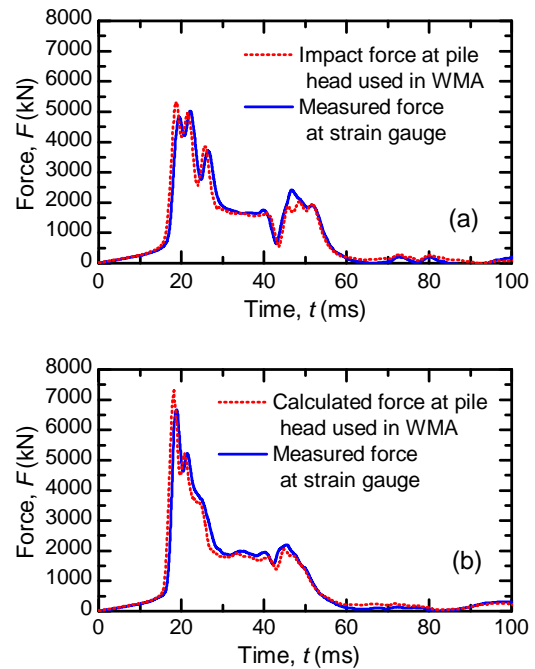 8000
7000
6000
5000
4000
3000
2000
1000
0
Force, F (kN)
Impact force at pile
head used in WMA
Measured force
at strain gauge
(a)
0 20 40 60 80 100
Time, t (ms)
8000
7000
6000
5000
4000
3000
2000
1000
0
Force, F (kN)
Calculated force at pile
head used in WMA
Measured force
at strain gauge
(b)
0 20 40 60 80 100
Time, t (ms)